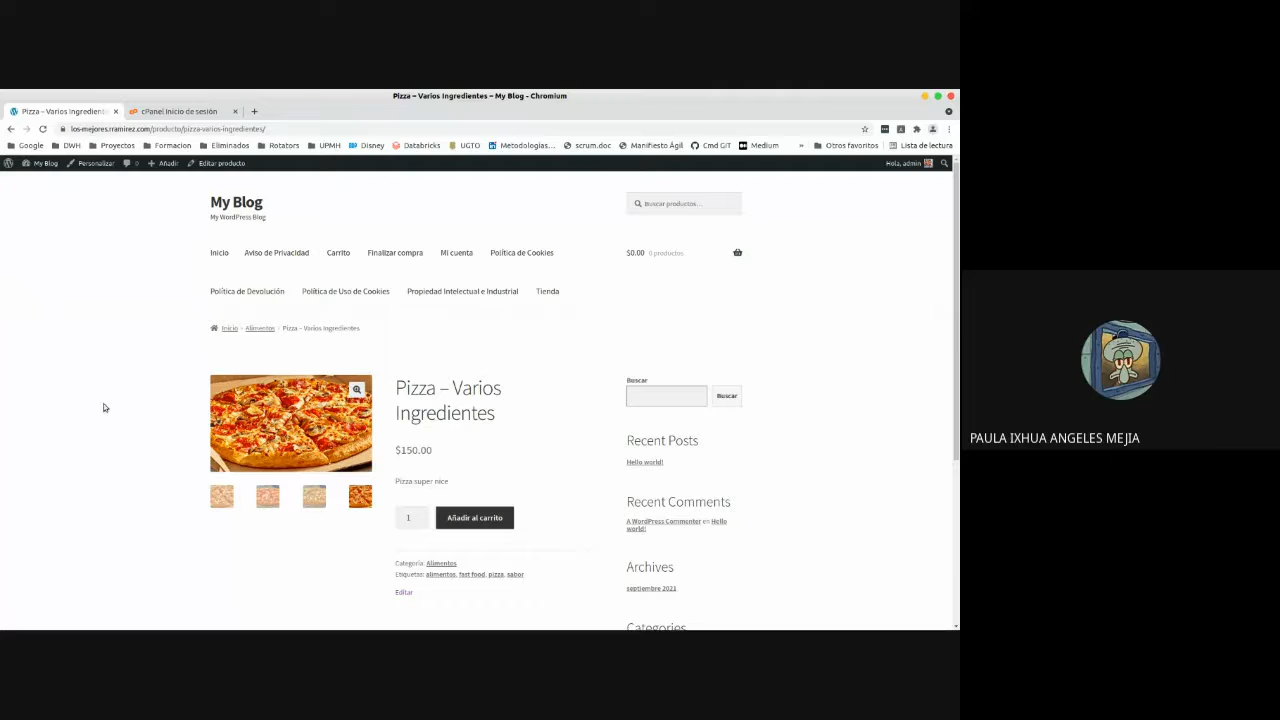 Pizza – Varios Ingredientes – My Blog - Chromium
Pizza – Varios Ingrediente
cPanel Inicio de sesión
los-mejores.rramirez.com/producto/pizza-varios-ingredientes/
Google DWH Proyectos Formacion Eliminados Rotators UPMH Disney Databricks UGTO Metodologías... scrum.doc Manifiesto Ágil Cmd GIT Medium » Otros favoritos Lista de lectura
My Blog Personalizar 0 Añadir Editar producto Hola, admin
My Blog
My WordPress Blog
Buscar productos...
Inicio Aviso de Privacidad Carrito Finalizar compra Mi cuenta Política de Cookies
$0.00 0 productos
Política de Devolución Política de Uso de Cookies Propiedad Intelectual e Industrial Tienda
Inicio Alimentos Pizza – Varios Ingredientes
Pizza – Varios
Ingredientes
$150.00
Pizza super nice
1 Añadir al carrito
Categoría: Alimentos
Etiquetas: alimentos, fast food, pizza, sabor
Editar
Buscar
Buscar
Recent Posts
Hello world!
Recent Comments
A WordPress Commenter en Hello
world!
Archives
septiembre 2021
Categories
PAULA IXHUA ANGELES MEJIA